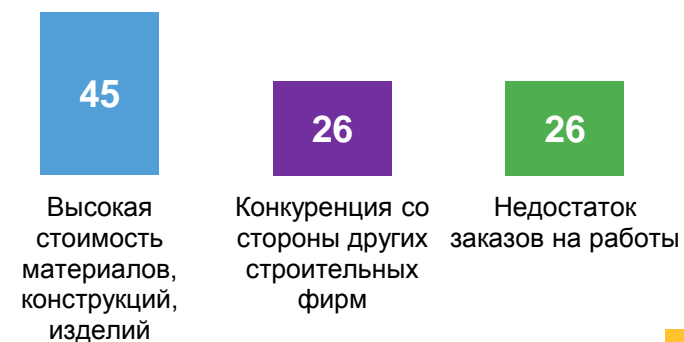 45
26
26
Высокая
стоимость
материалов,
конструкций,
изделий
Конкуренция со
стороны других
строительных
фирм
Недостаток
заказов на работы